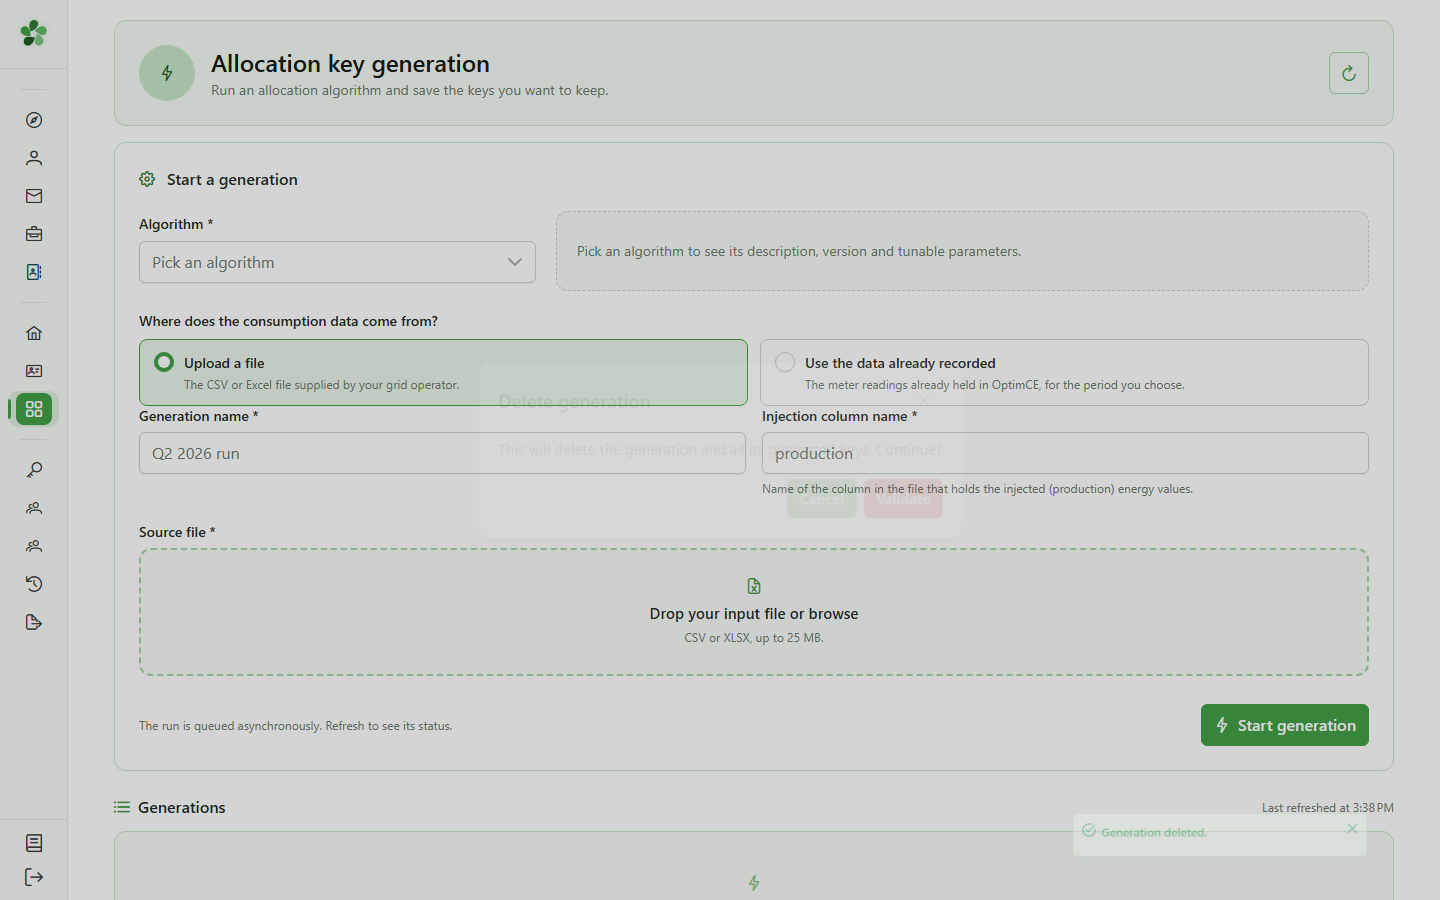 Allocation key generation
Run an allocation algorithm and save the keys you want to keep.
Start a generation
Algorithm *
Pick an algorithm
Pick an algorithm to see its description, version and tunable parameters.
Where does the consumption data come from?
Upload a file
The CSV or Excel file supplied by your grid operator.
Use the data already recorded
The meter readings already held in OptimCE, for the period you choose.
Delete generation
Generation name *
Injection column name *
This will delete the generation and all its generated keys. Continue?
Q2 2026 run
production
Name of the column in the file that holds the injected (production) energy values.
Cancel
Validate
Source file *
Drop your input file or browse
CSV or XLSX, up to 25 MB.
The run is queued asynchronously. Refresh to see its status.
Start generation
Generations
Last refreshed at 3:38 PM
Generation deleted.